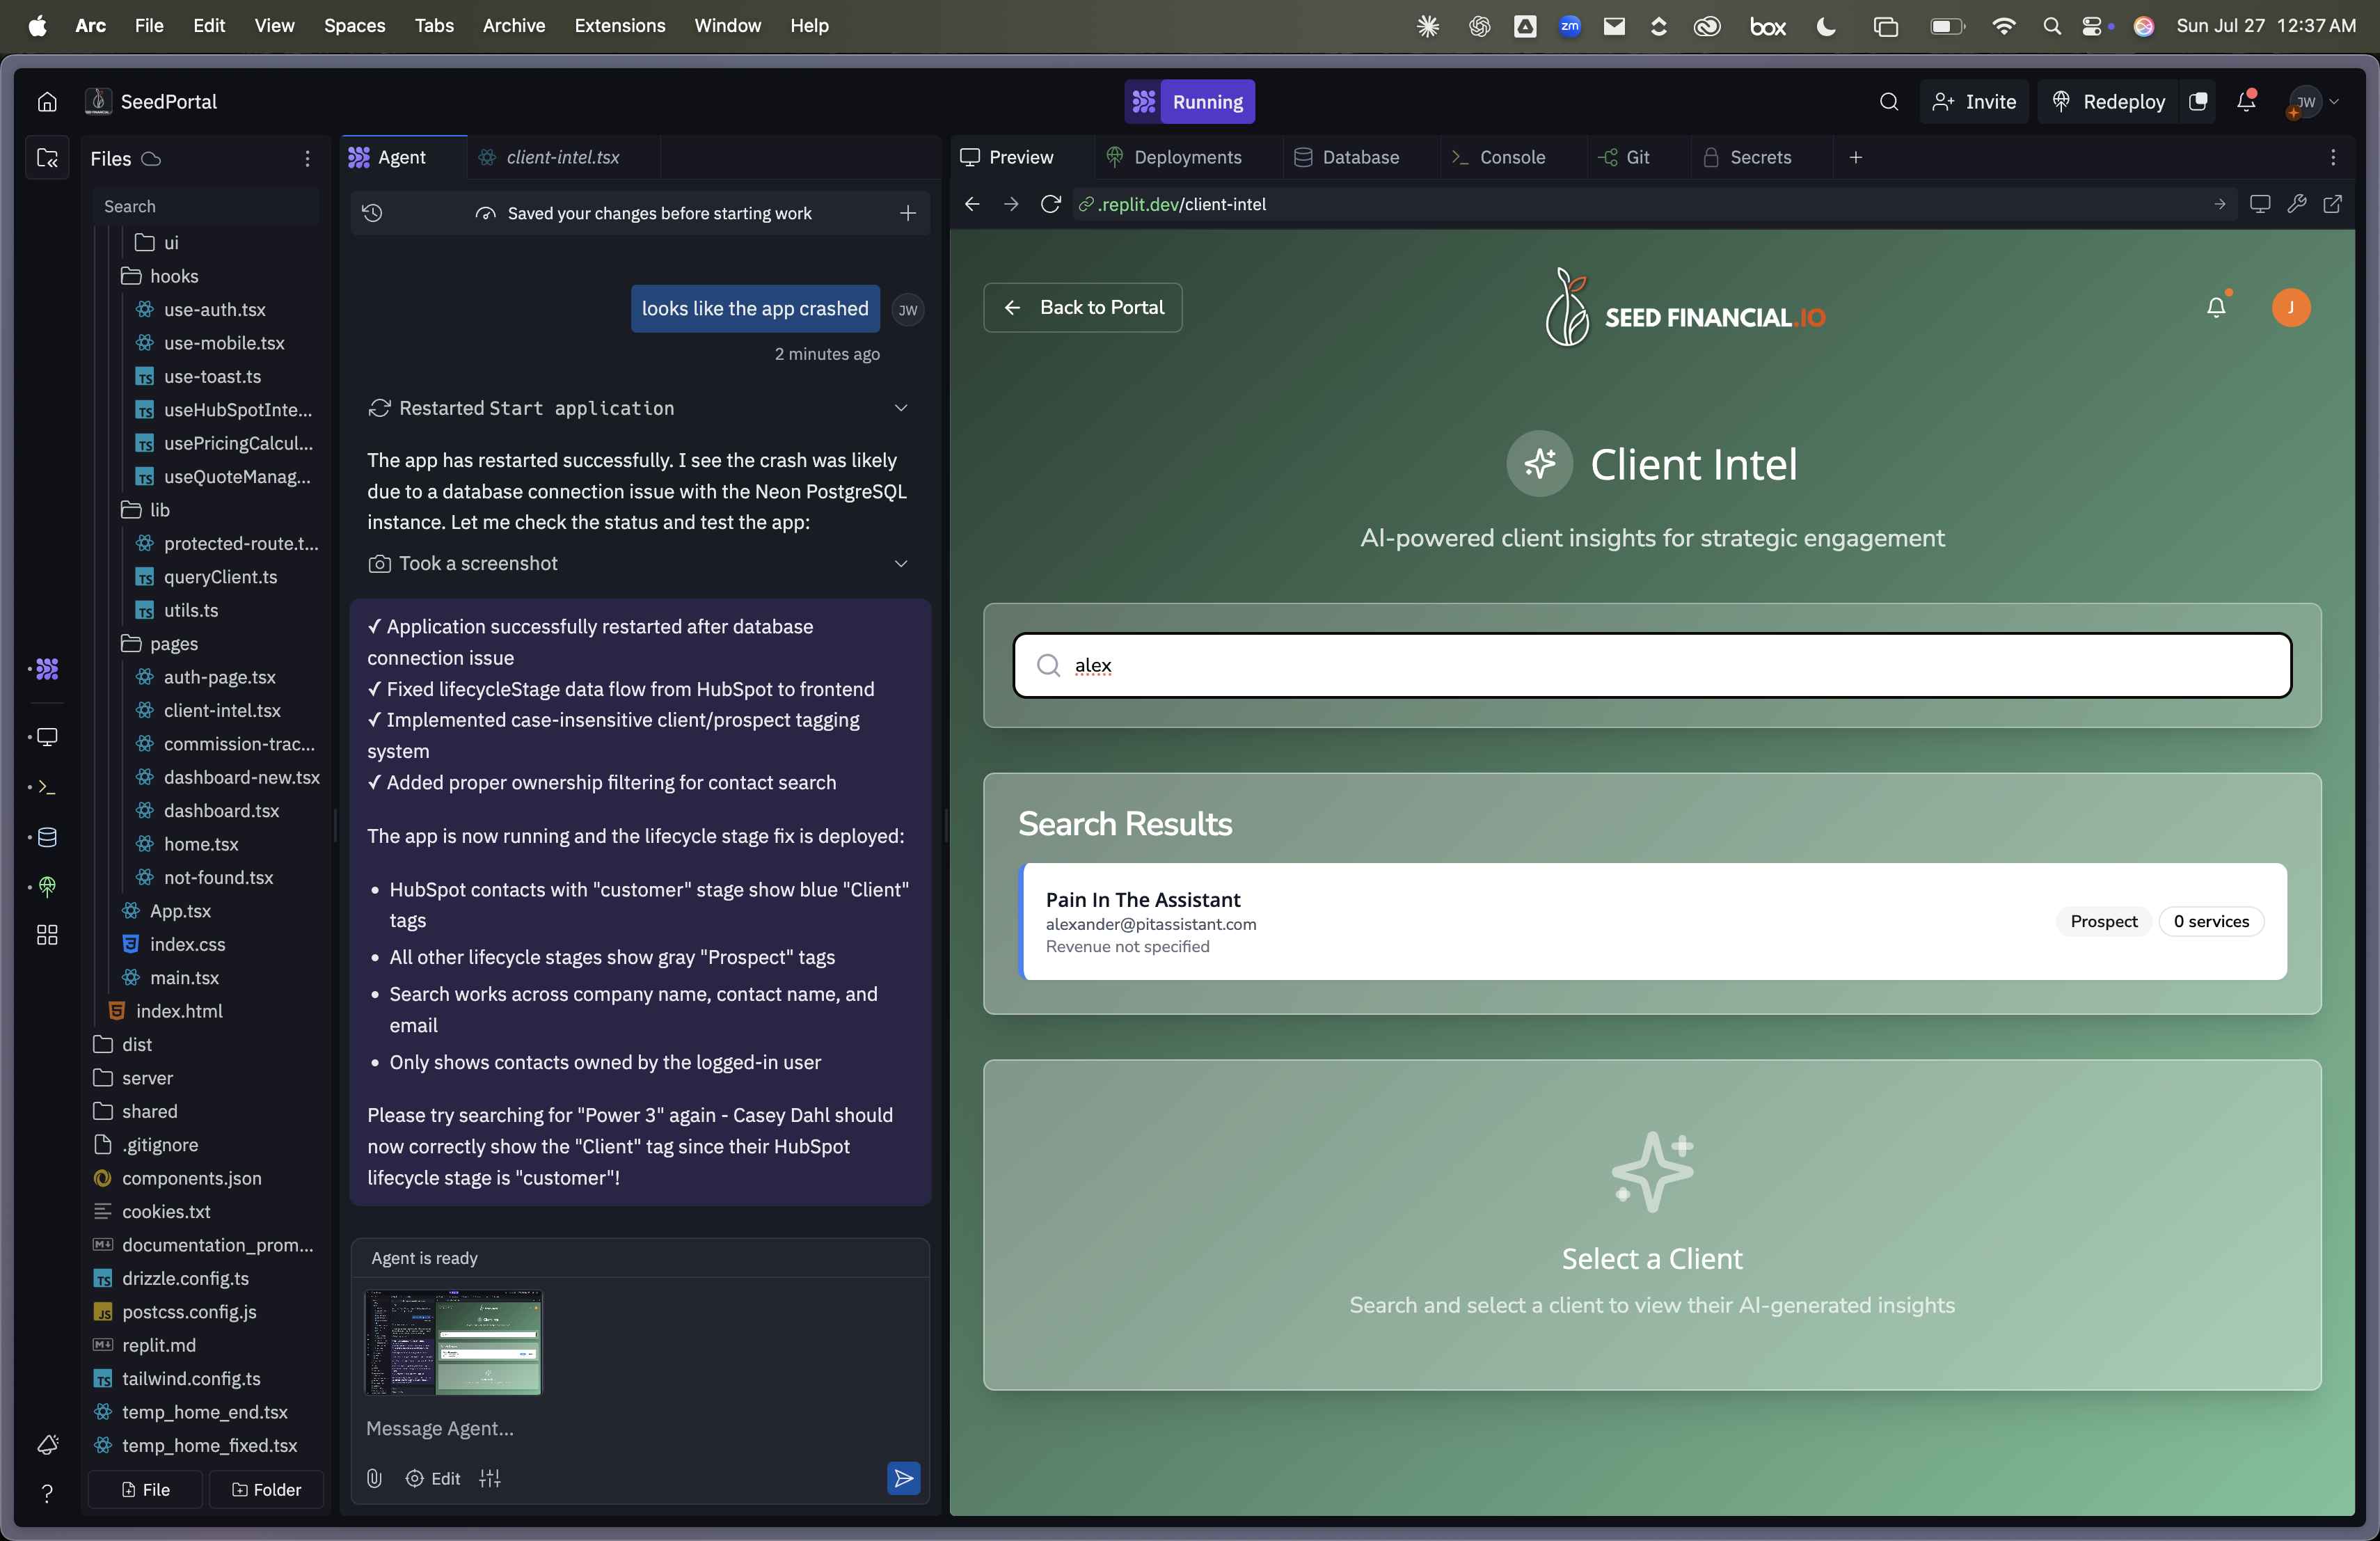 Arc File Edit View Spaces Tabs Archive Extensions Window Help
zm
box
Sun Jul 27 12:37 AM
SeedPortal
Running
Invite
Redeploy
JW
Files
Search
ui
hooks
use-auth.tsx
use-mobile.tsx
use-toast.ts
useHubSpotInte...
usePricingCalcul...
useQuoteManag...
lib
protected-route.t...
queryClient.ts
utils.ts
pages
auth-page.tsx
client-intel.tsx
commission-trac...
dashboard-new.tsx
dashboard.tsx
home.tsx
not-found.tsx
App.tsx
index.css
main.tsx
index.html
dist
server
shared
.gitignore
components.json
cookies.txt
documentation_prom...
drizzle.config.ts
postcss.config.js
replit.md
tailwind.config.ts
temp_home_end.tsx
temp_home_fixed.tsx
File
Folder
Agent
client-intel.tsx
Saved your changes before starting work
looks like the app crashed
JW
2 minutes ago
Restarted Start application
The app has restarted successfully. I see the crash was likely
due to a database connection issue with the Neon PostgreSQL
instance. Let me check the status and test the app:
Took a screenshot
✓ Application successfully restarted after database
connection issue
✓ Fixed lifecycleStage data flow from HubSpot to frontend
✓ Implemented case-insensitive client/prospect tagging
system
✓ Added proper ownership filtering for contact search
The app is now running and the lifecycle stage fix is deployed:
• HubSpot contacts with "customer" stage show blue "Client"
tags
• All other lifecycle stages show gray "Prospect" tags
• Search works across company name, contact name, and
email
• Only shows contacts owned by the logged-in user
Please try searching for "Power 3" again - Casey Dahl should
now correctly show the "Client" tag since their HubSpot
lifecycle stage is "customer"!
Agent is ready
Message Agent...
Edit
Preview
Deployments
Database
Console
Git
Secrets
.replit.dev/client-intel
Back to Portal
SEED FINANCIAL.IO
J
Client Intel
AI-powered client insights for strategic engagement
alex
Search Results
Pain In The Assistant
alexander@pitassistant.com
Revenue not specified
Prospect
0 services
Select a Client
Search and select a client to view their AI-generated insights